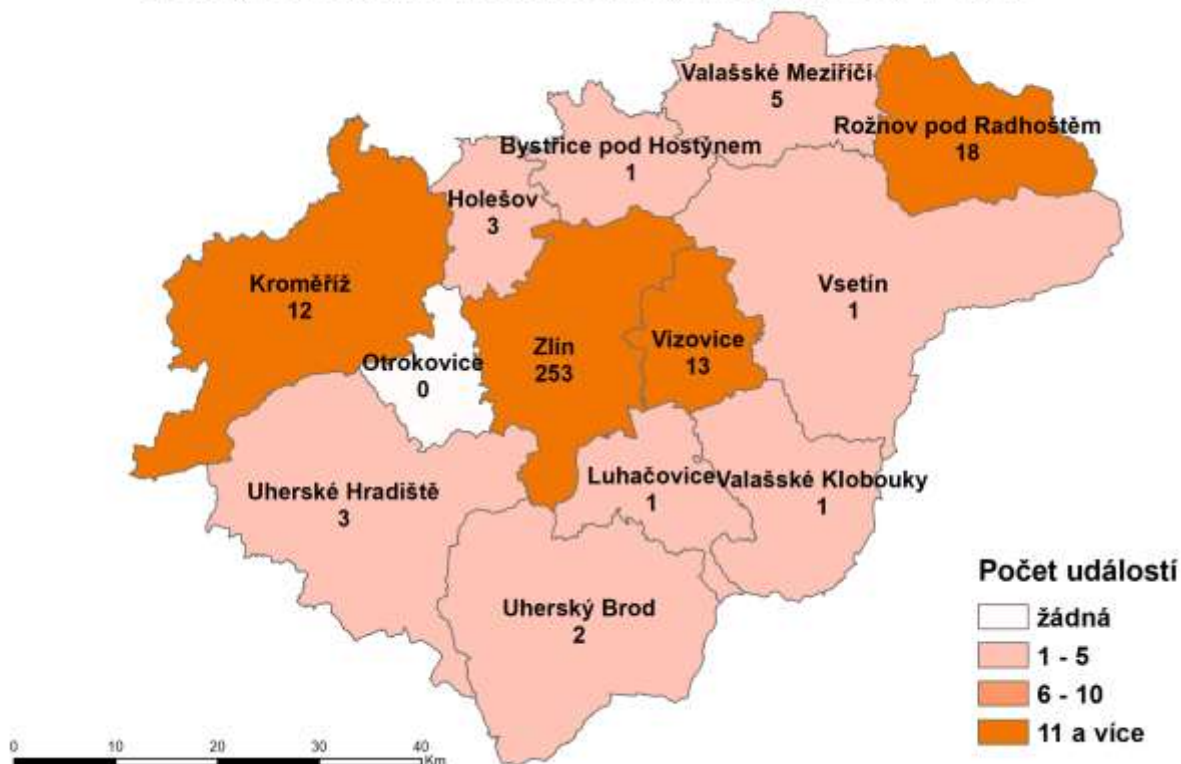 Valašské Meziříčí
5
Rožnov pod Radhoštěm
18
Bystřice pod Hostýnem
1
Holešov
3
Kroměříž
12
Vsetín
1
Zlín
253
Vizovice
13
Otrokovice
0
Uherské Hradiště
3
Luhačovice
1
Valašské Klobouky
1
Uherský Brod
2
Počet událostí
žádná
1 - 5
6 - 10
11 a více
0 10 20 30 40
Km